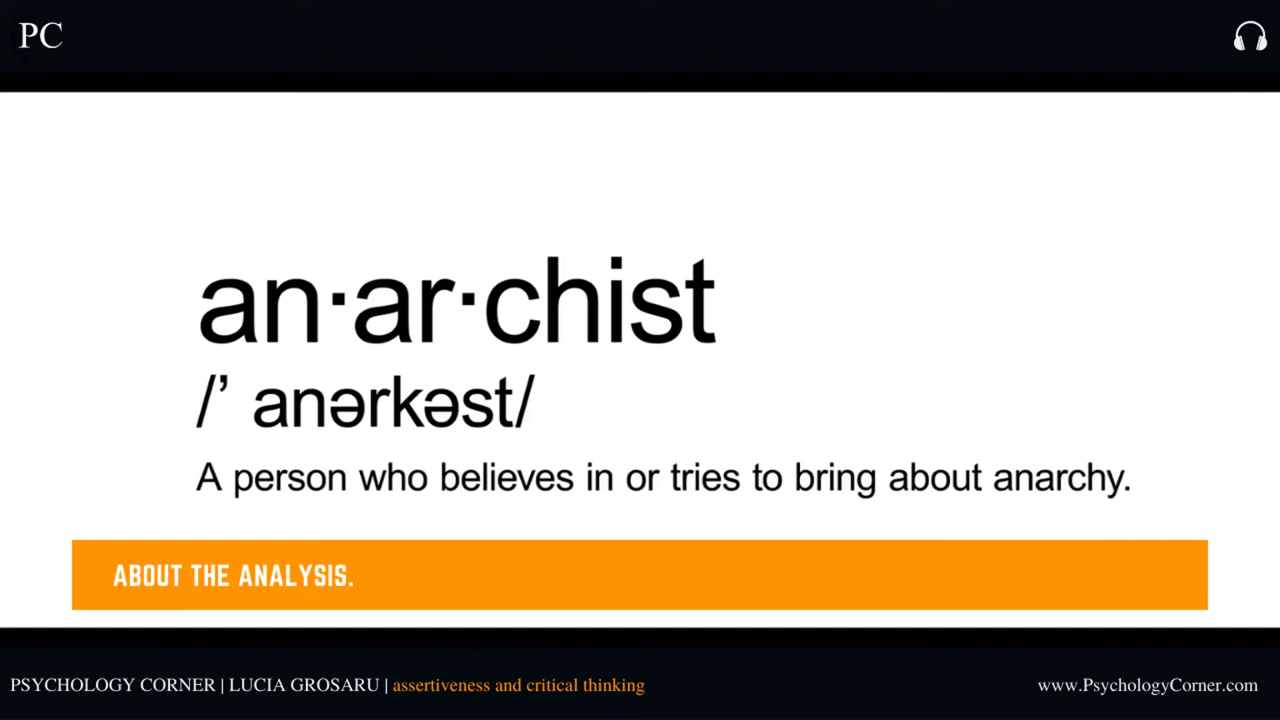 PC
an·ar·chist
/’ anərkəst/
A person who believes in or tries to bring about anarchy.
ABOUT THE ANALYSIS.
PSYCHOLOGY CORNER | LUCIA GROSARU | assertiveness and critical thinking
www.PsychologyCorner.com